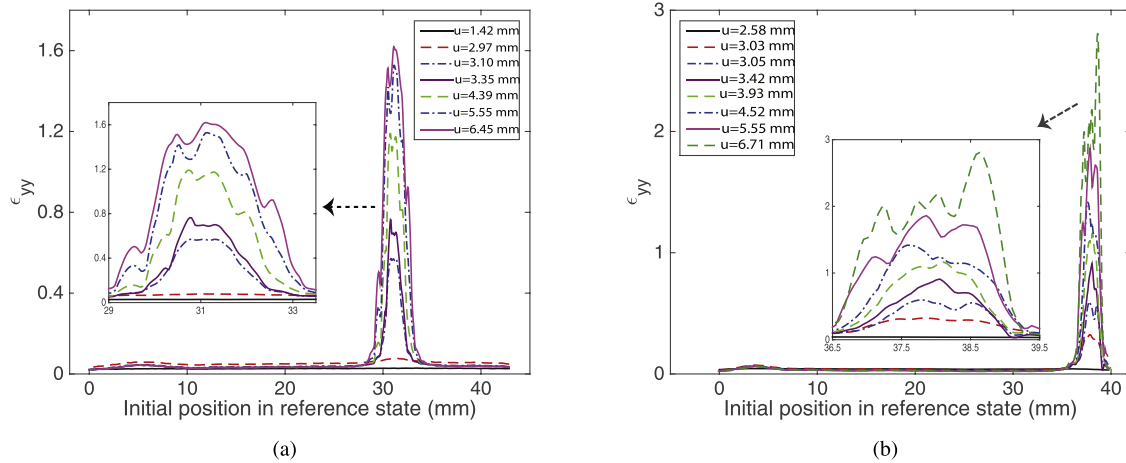 1.6
1.2
0.8
0.4
0
ϵyy
u=1.42 mm
u=2.97 mm
u=3.10 mm
u=3.35 mm
u=4.39 mm
u=5.55 mm
u=6.45 mm
1.6
1.2
0.8
0.4
0
29 31 33
0 10 20 30 40
Initial position in reference state (mm)
(a)
3
2
1
0
ϵyy
u=2.58 mm
u=3.03 mm
u=3.05 mm
u=3.42 mm
u=3.93 mm
u=4.52 mm
u=5.55 mm
u=6.71 mm
3
2
1
0
36.5 37.5 38.5 39.5
0 10 20 30 40
Initial position in reference state (mm)
(b)